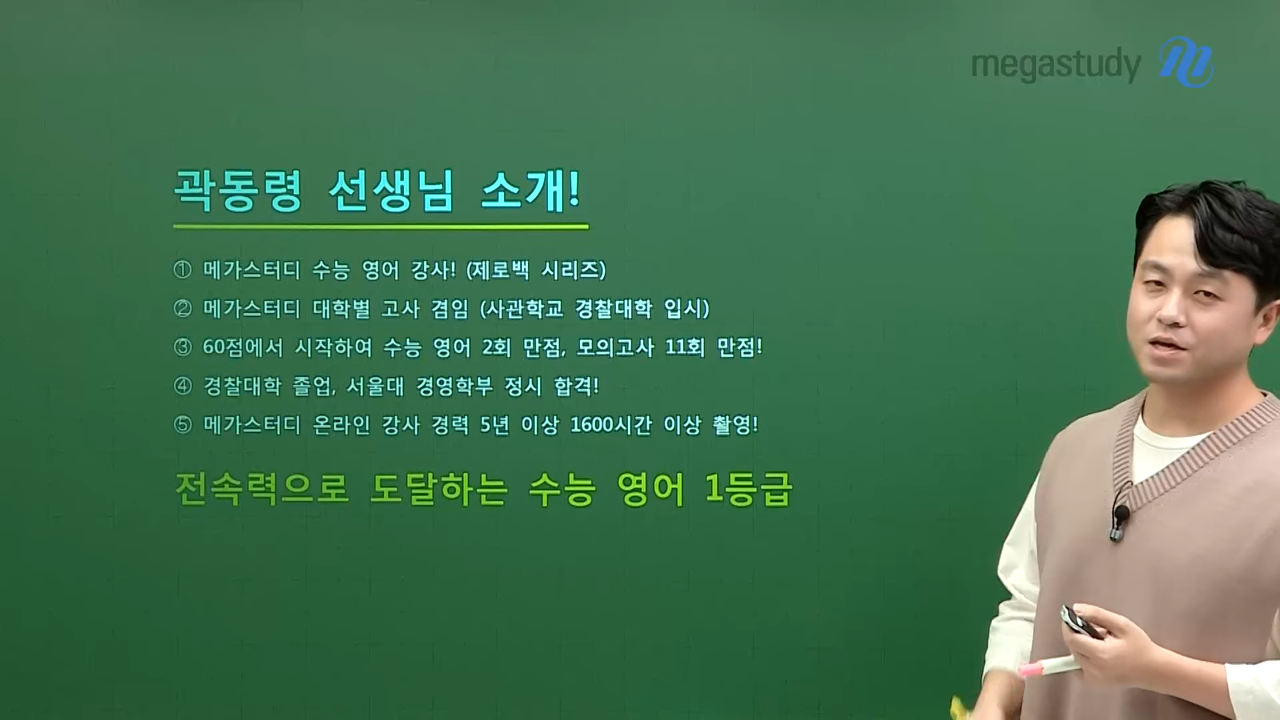 megastudy
곽동령 선생님 소개!
① 메가스터디 수능 영어 강사! (제로백 시리즈)
② 메가스터디 대학별 고사 겸임 (사관학교 경찰대학 입시)
③ 60점에서 시작하여 수능 영어 2회 만점, 모의고사 11회 만점!
④ 경찰대학 졸업, 서울대 경영학부 정시 합격!
⑤ 메가스터디 온라인 강사 경력 5년 이상 1600시간 이상 촬영!
전속력으로 도달하는 수능 영어 1등급